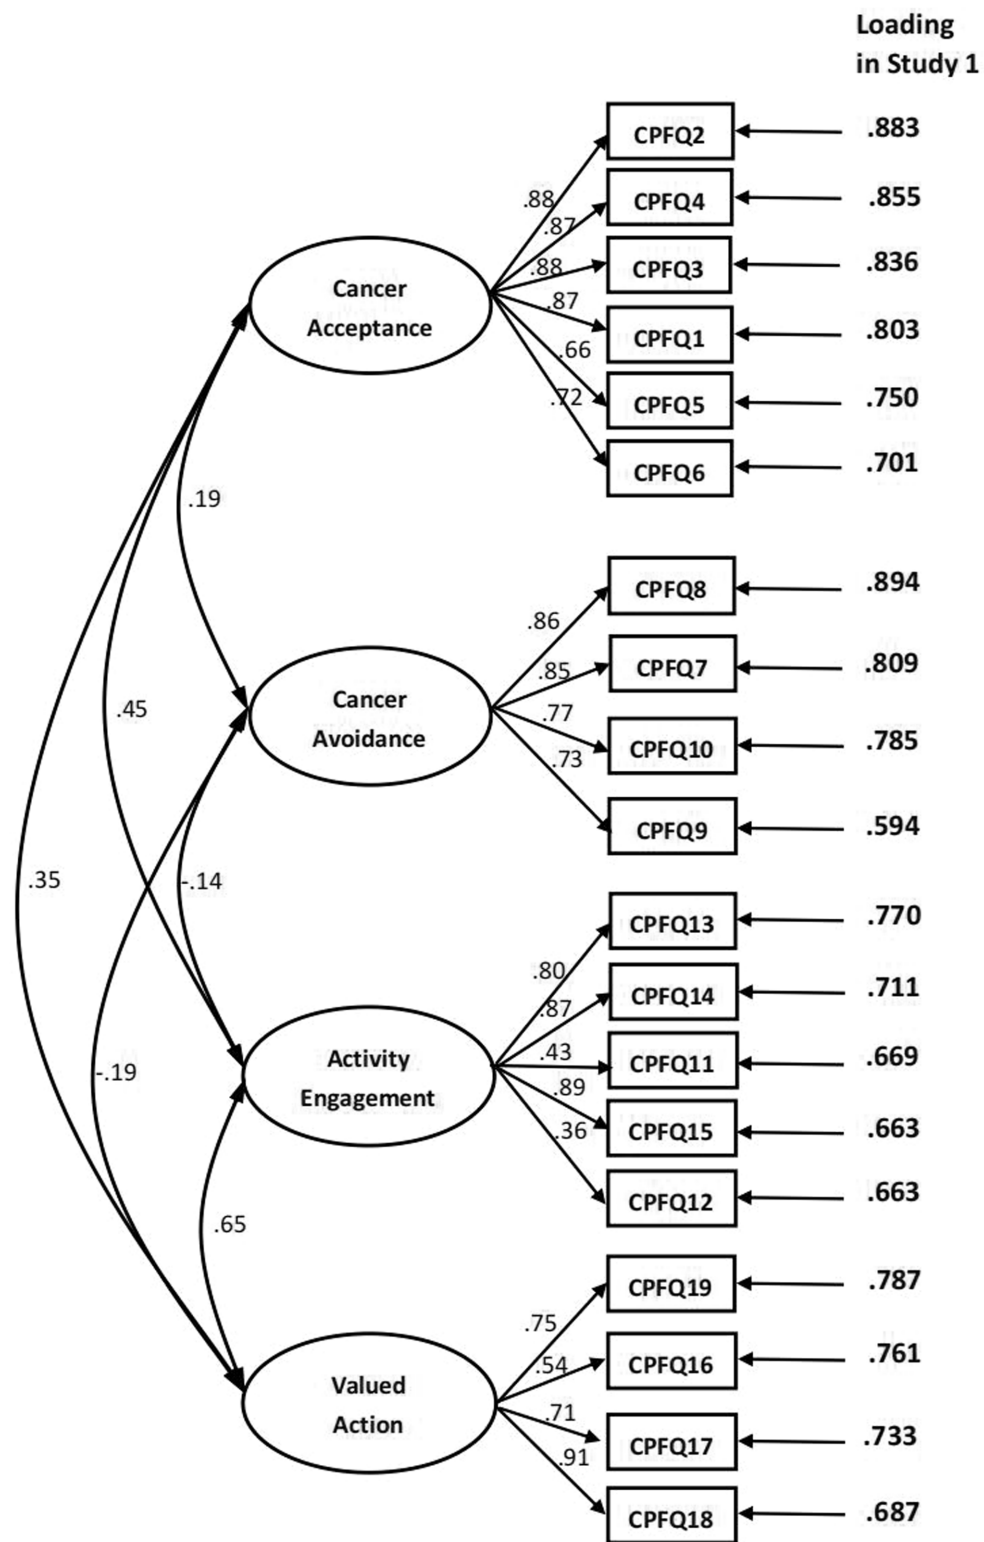 Loading
in Study 1
CPFQ2
.883
.88
CPFQ4
.855
.87
CPFQ3
.836
.88
Cancer
Acceptance
CPFQ1
.803
.87
.66
CPFQ5
.750
.72
CPFQ6
.701
.19
CPFQ8
.894
.86
CPFQ7
.809
.85
Cancer
Avoidance
.77
CPFQ10
.785
.73
CPFQ9
.594
.45
.35
-.14
CPFQ13
.770
.80
CPFQ14
.711
.87
.43
CPFQ11
.669
Activity
Engagement
.89
CPFQ15
.663
.36
CPFQ12
.663
-.19
.65
CPFQ19
.787
.75
CPFQ16
.761
.54
Valued
Action
.71
CPFQ17
.733
.91
CPFQ18
.687